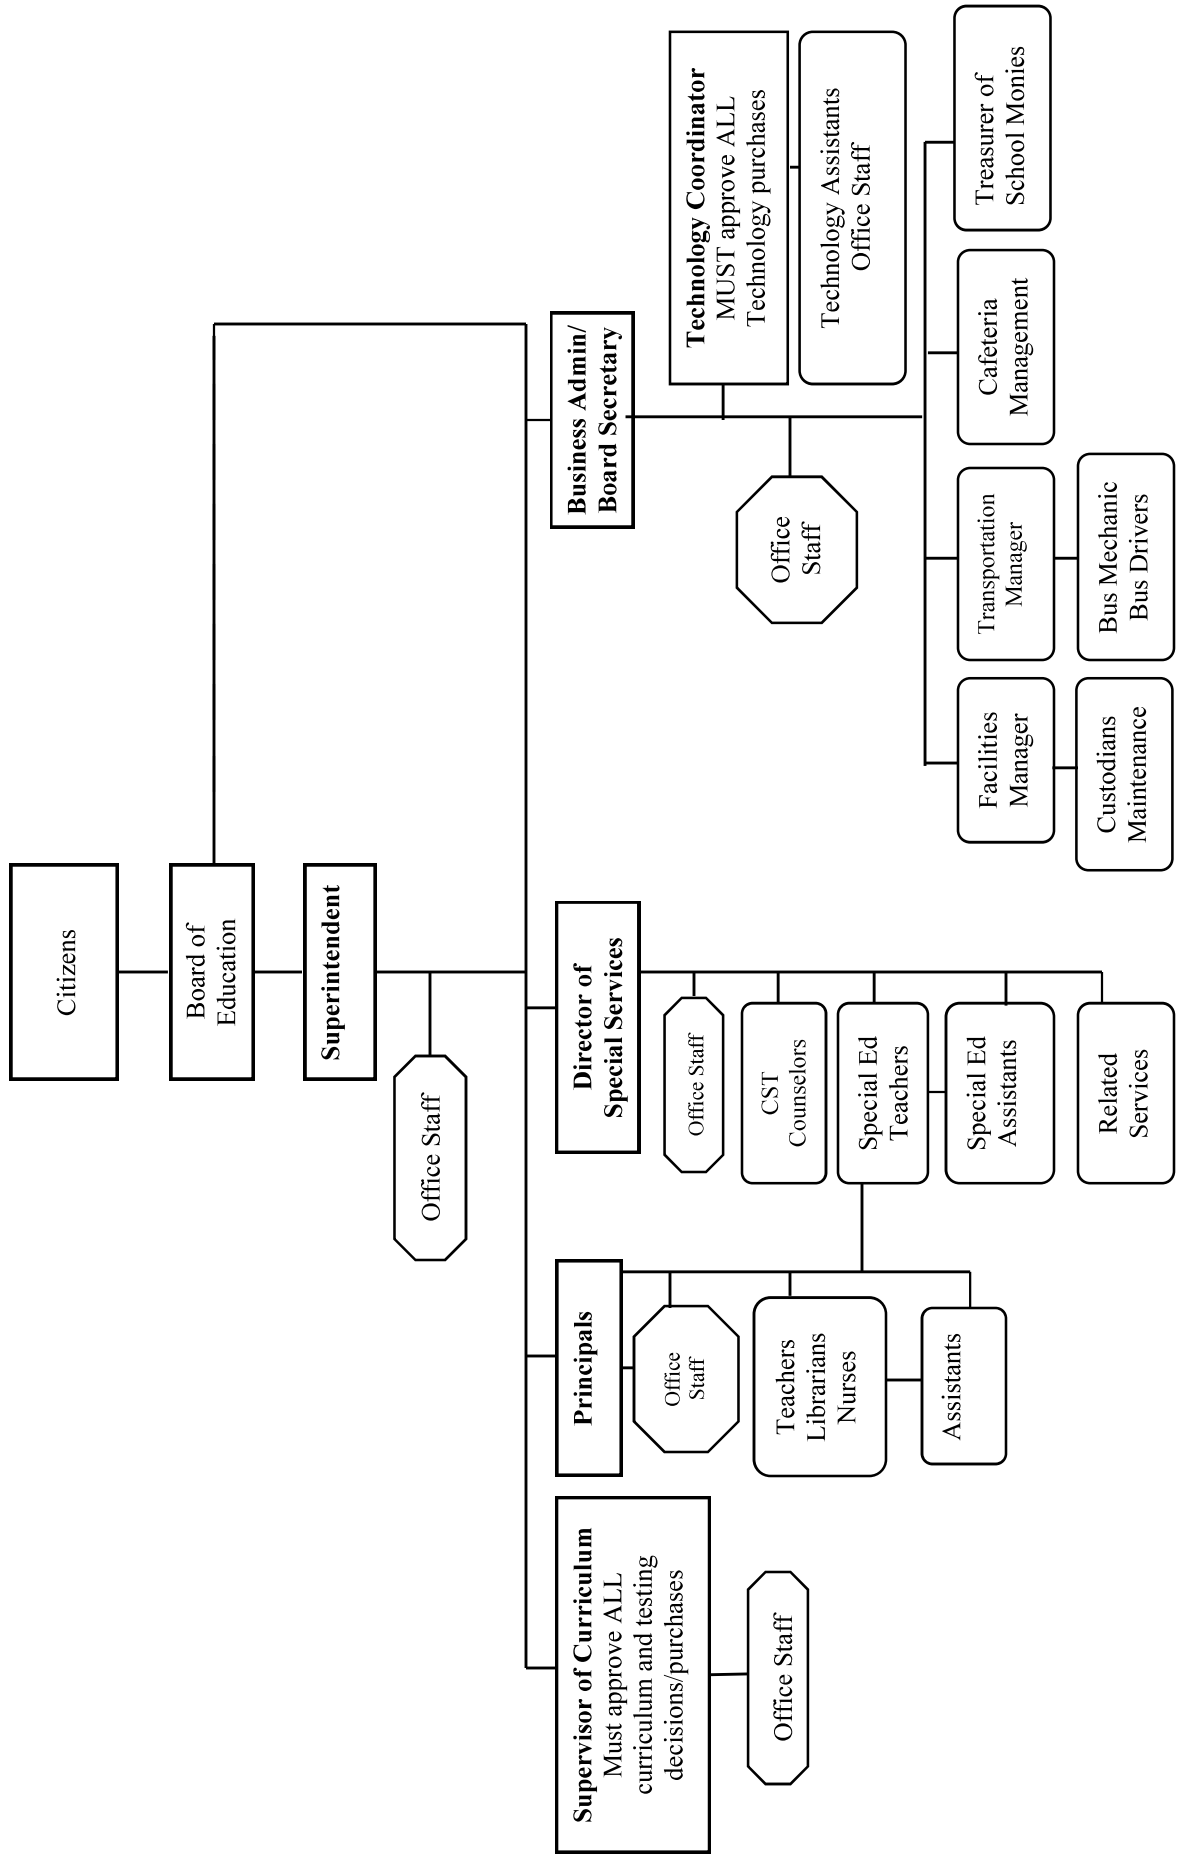 Citizens
Board of
Education
Superintendent
Office Staff
Supervisor of Curriculum
Must approve ALL
curriculum and testing
decisions/purchases
Office Staff
Principals
Office
Staff
Teachers
Librarians
Nurses
Assistants
Director of
Special Services
Office Staff
CST
Counselors
Special Ed
Teachers
Special Ed
Assistants
Related
Services
Business Admin/
Board Secretary
Office
Staff
Technology Coordinator
MUST approve ALL
Technology purchases
Technology Assistants
Office Staff
Facilities
Manager
Custodians
Maintenance
Transportation
Manager
Bus Mechanic
Bus Drivers
Cafeteria
Management
Treasurer of
School Monies